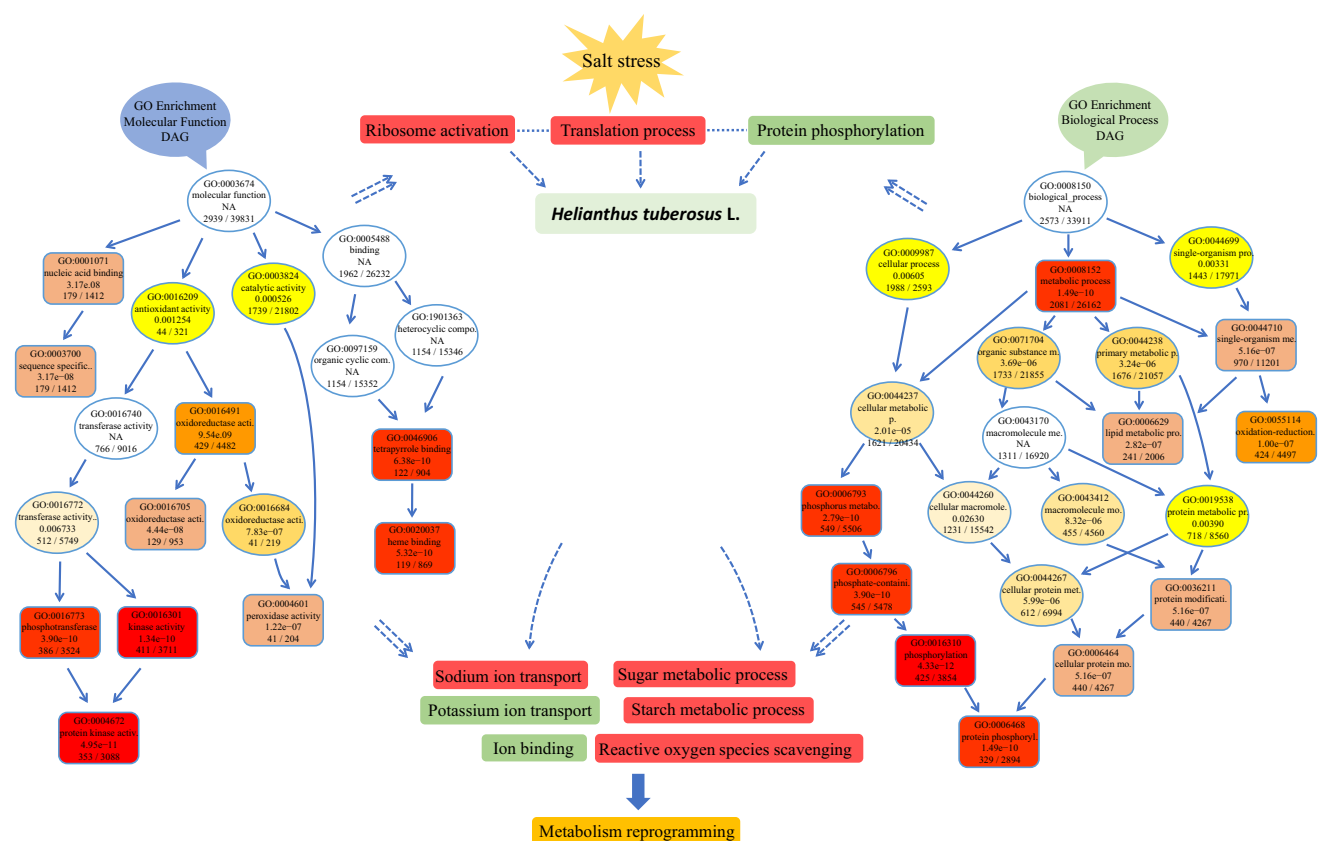 Salt stress
GO Enrichment
Molecular Function
DAG
GO Enrichment
Biological Process
DAG
Ribosome activation
Translation process
Protein phosphorylation
Helianthus tuberosus L.
GO:0003674
molecular function
NA
2939 / 39831
GO:0005488
binding
NA
1962 / 26232
GO:0001071
nucleic acid binding
3.17e.08
179 / 1412
GO:0016209
antioxidant activity
0.001254
44 / 321
GO:0003824
catalytic activity
0.000526
1739 / 21802
GO:1901363
heterocyclic compo.
NA
1154 / 15346
GO:0003700
sequence specific..
3.17e−08
179 / 1412
GO:0097159
organic cyclic com.
NA
1154 / 15352
GO:0016740
transferase activity
NA
766 / 9016
GO:0016491
oxidoreductase acti.
9.54e.09
429 / 4482
GO:0046906
tetrapyrrole binding
6.38e−10
122 / 904
GO:0016772
transferase activity..
0.006733
512 / 5749
GO:0016705
oxidoreductase acti.
4.44e−08
129 / 953
GO:0016684
oxidoreductase acti.
7.83e−07
41 / 219
GO:0020037
heme binding
5.32e−10
119 / 869
GO:0016773
phosphotransferase
3.90e−10
386 / 3524
GO:0016301
kinase activity
1.34e−10
411 / 3711
GO:0004601
peroxidase activity
1.22e−07
41 / 204
GO:0004672
protein kinase activ.
4.95e−11
353 / 3088
GO:0008150
biological_process
NA
2573 / 33911
GO:0009987
cellular process
0.00605
1988 / 2593
GO:0008152
metabolic process
1.49e−10
2081 / 26162
GO:0044699
single-organism pro.
0.00331
1443 / 17971
GO:0071704
organic substance m.
3.69e−06
1733 / 21855
GO:0044238
primary metabolic p.
3.24e−06
1676 / 21057
GO:0044710
single-organism me.
5.16e−07
970 / 11201
GO:0044237
cellular metabolic
p.
2.01e−05
1621 / 20434
GO:0043170
macromolecule me.
NA
1311 / 16920
GO:0006629
lipid metabolic pro.
2.82e−07
241 / 2006
GO:0055114
oxidation-reduction.
1.00e−07
424 / 4497
GO:0006793
phosphorus metabo.
2.79e−10
549 / 5506
GO:0044260
cellular macromole.
0.02630
1231 / 15542
GO:0043412
macromolecule mo.
8.32e−06
455 / 4560
GO:0019538
protein metabolic pr.
0.00390
718 / 8560
GO:0006796
phosphate-containi.
3.90e−10
545 / 5478
GO:0044267
cellular protein met.
5.99e−06
612 / 6994
GO:0036211
protein modificati.
5.16e−07
440 / 4267
GO:0016310
phosphorylation
4.33e−12
425 / 3854
GO:0006464
cellular protein mo.
5.16e−07
440 / 4267
GO:0006468
protein phosphoryl.
1.49e−10
329 / 2894
Sodium ion transport
Sugar metabolic process
Potassium ion transport
Starch metabolic process
Ion binding
Reactive oxygen species scavenging
Metabolism reprogramming